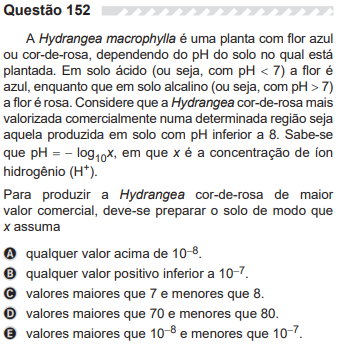 Questão 152
A Hydrangea macrophylla é uma planta com flor azul
ou cor-de-rosa, dependendo do pH do solo no qual está
plantada. Em solo ácido (ou seja, com pH < 7) a flor é
azul, enquanto que em solo alcalino (ou seja, com pH > 7)
a flor é rosa. Considere que a Hydrangea cor-de-rosa mais
valorizada comercialmente numa determinada região seja
aquela produzida em solo com pH inferior a 8. Sabe-se
que pH = − log₁₀x, em que x é a concentração de íon
hidrogênio (H⁺).
Para produzir a Hydrangea cor-de-rosa de maior
valor comercial, deve-se preparar o solo de modo que
x assuma
A qualquer valor acima de 10⁻⁸.
B qualquer valor positivo inferior a 10⁻⁷.
C valores maiores que 7 e menores que 8.
D valores maiores que 70 e menores que 80.
E valores maiores que 10⁻⁸ e menores que 10⁻⁷.